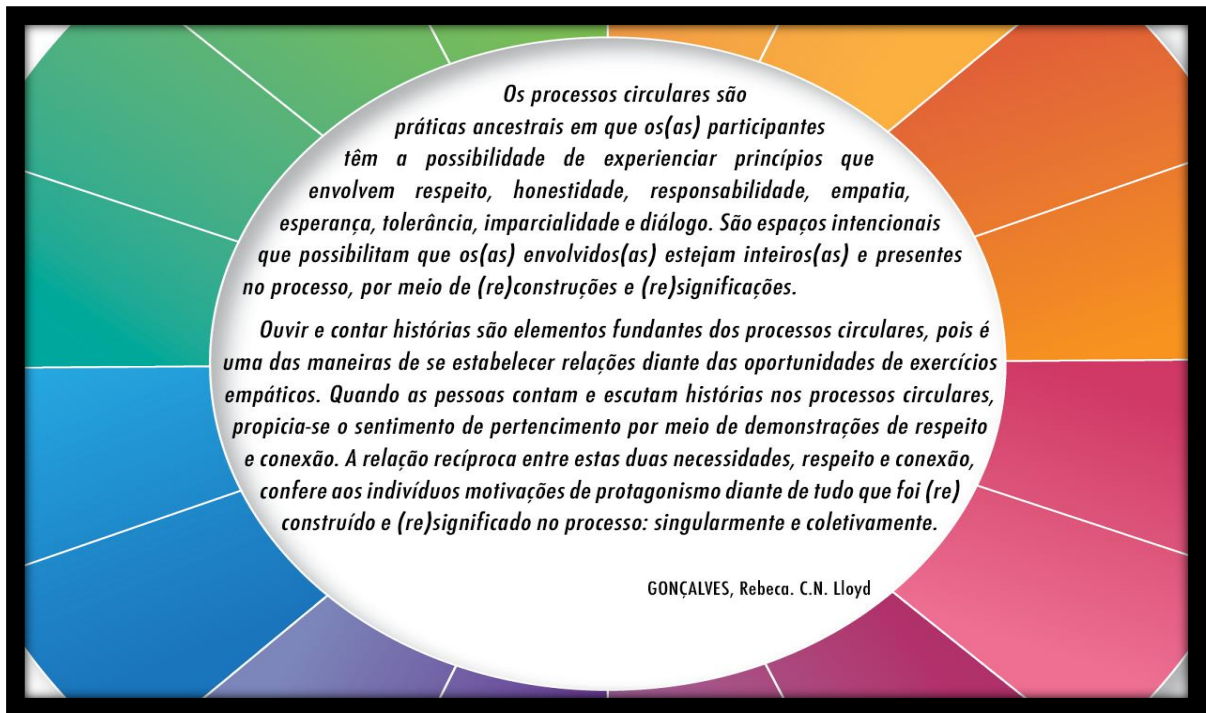 Os processos circulares são
práticas ancestrais em que os(as) participantes
têm a possibilidade de experienciar princípios que
envolvem respeito, honestidade, responsabilidade, empatia,
esperança, tolerância, imparcialidade e diálogo. São espaços intencionais
que possibilitam que os(as) envolvidos(as) estejam inteiros(as) e presentes
no processo, por meio de (re)construções e (re)significações.
Ouvir e contar histórias são elementos fundantes dos processos circulares, pois é
uma das maneiras de se estabelecer relações diante das oportunidades de exercícios
empáticos. Quando as pessoas contam e escutam histórias nos processos circulares,
propicia-se o sentimento de pertencimento por meio de demonstrações de respeito
e conexão. A relação recíproca entre estas duas necessidades, respeito e conexão,
confere aos indivíduos motivações de protagonismo diante de tudo que foi (re)
construído e (re)significado no processo: singularmente e coletivamente.
GONÇALVES, Rebeca. C.N. Lloyd